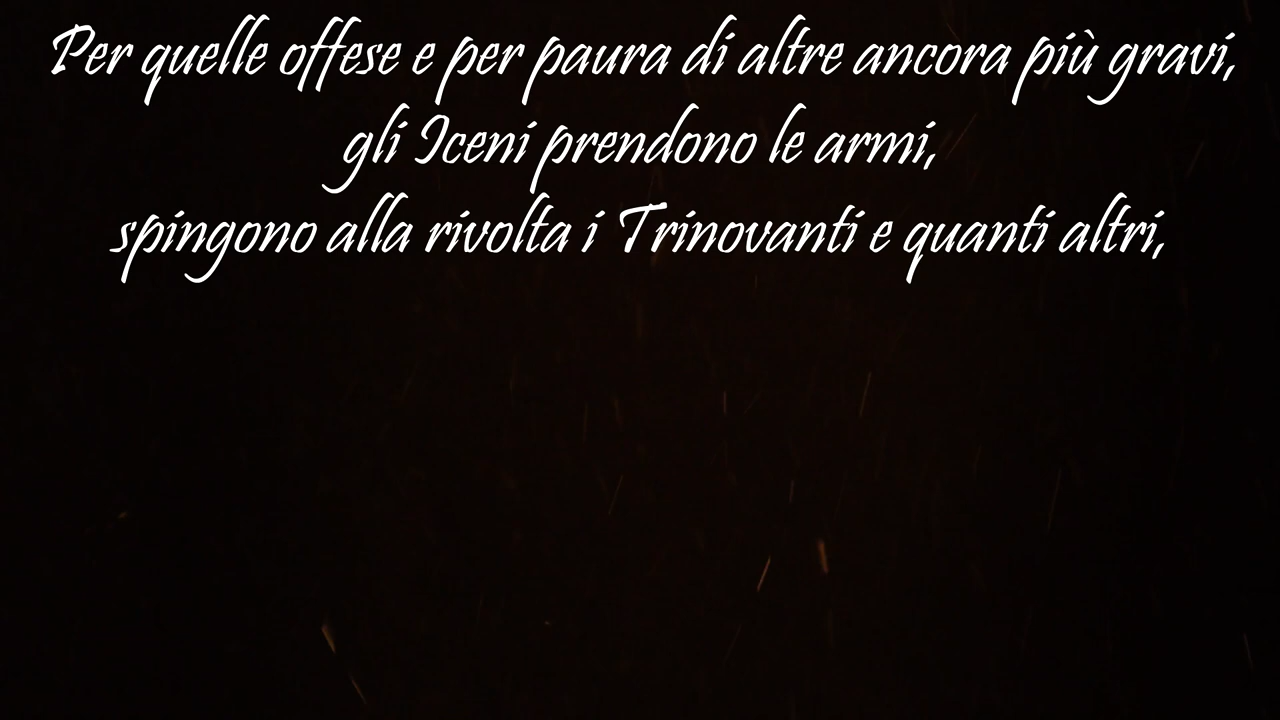 Per quelle offese e per paura di altre ancora più gravi,
gli Iceni prendono le armi,
spingono alla rivolta i Trinovanti e quanti altri,